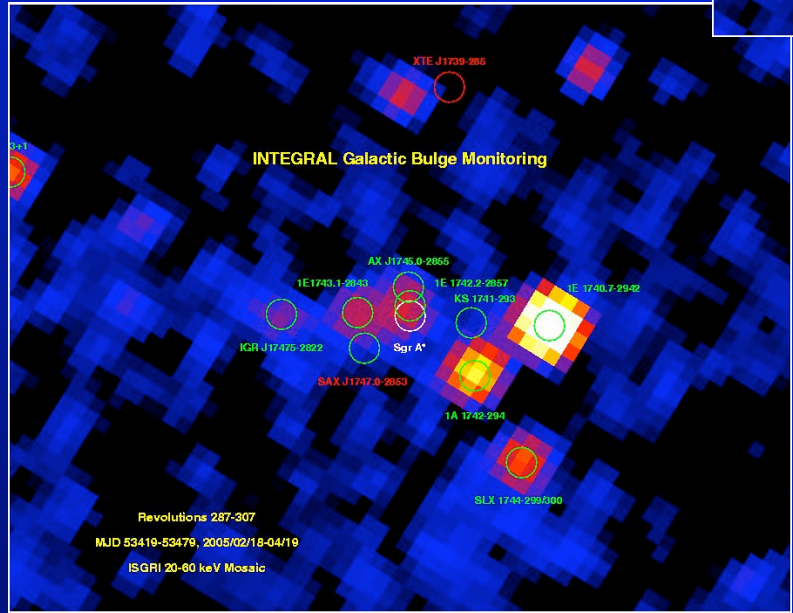 XTE J1739-285
3+1
INTEGRAL Galactic Bulge Monitoring
AX J1745.0-2855
1E1743.1-2843
1E 1742.2-2857
1E 1740.7-2942
KS 1741-293
IGR J17475-2822
Sgr A*
SAX J1747.0-2853
1A 1742-294
SLX 1744-299/300
Revolutions 287-307
MJD 53419-53479, 2005/02/18-04/19
ISGRI 20-60 keV Mosaic